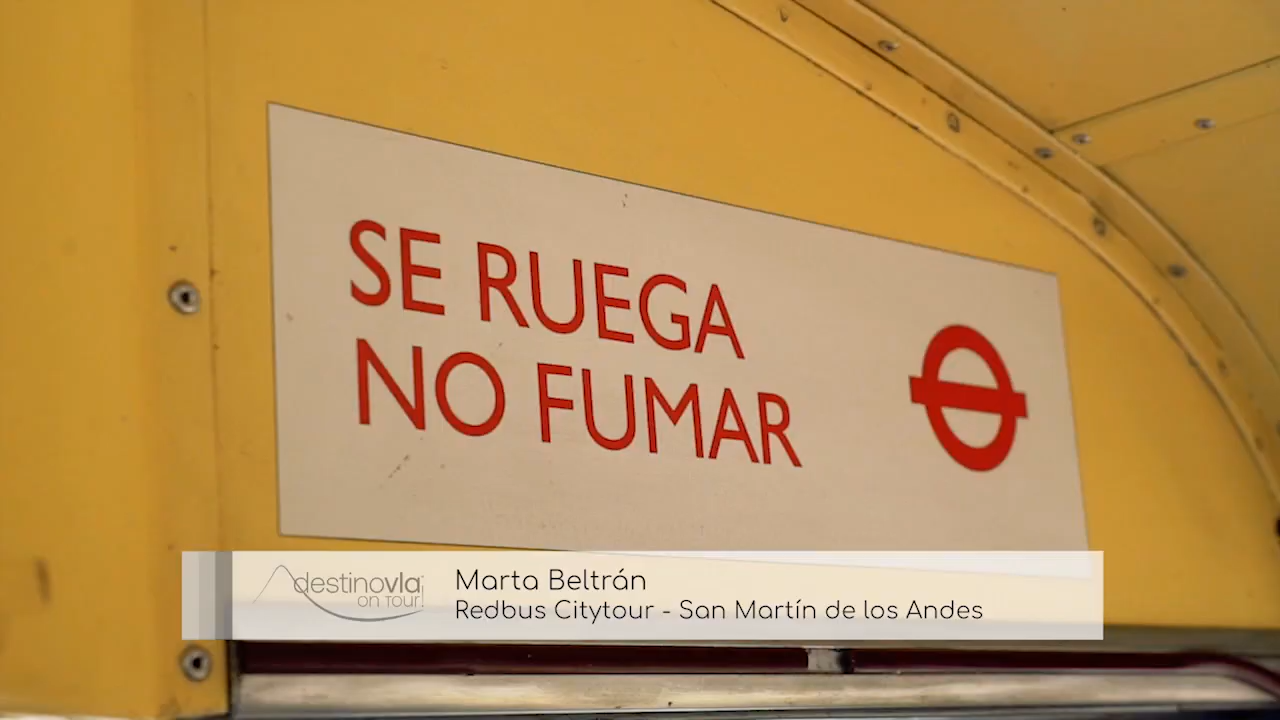 SE RUEGA
NO FUMAR
destinovla
ON TOUR!
Marta Beltrán
Redbus Citytour - San Martín de los Andes